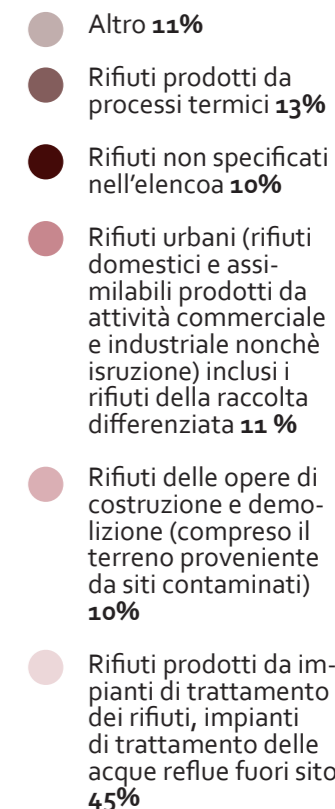 Altro 11%
Rifiuti prodotti da
processi termici 13%
Rifiuti non specificati
nell'elencoa 10%
Rifiuti urbani (rifiuti
domestici e assi-
milabili prodotti da
attività commerciale
e industriale nonchè
isruzione) inclusi i
rifiuti della raccolta
differenziata 11 %
Rifiuti delle opere di
costruzione e demo-
lizione (compreso il
terreno proveniente
da siti contaminati)
10%
Rifiuti prodotti da im-
pianti di trattamento
dei rifiuti, impianti
di trattamento delle
acque reflue fuori sito
45%